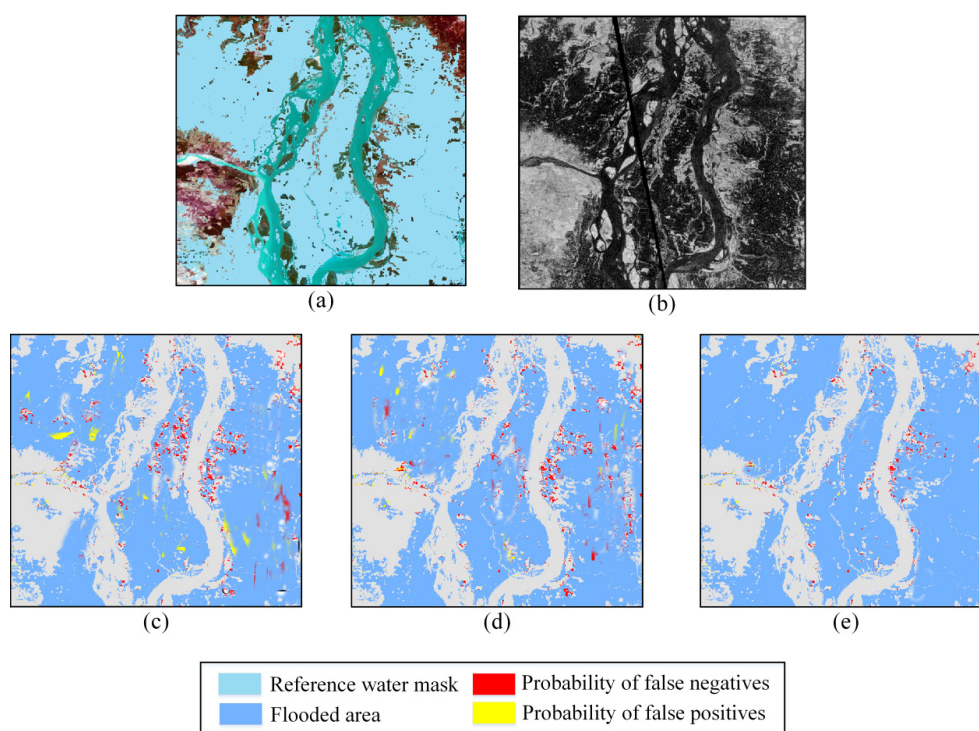 (a)
(b)
(c)
(d)
(e)
Reference water mask
Probability of false negatives
Flooded area
Probability of false positives